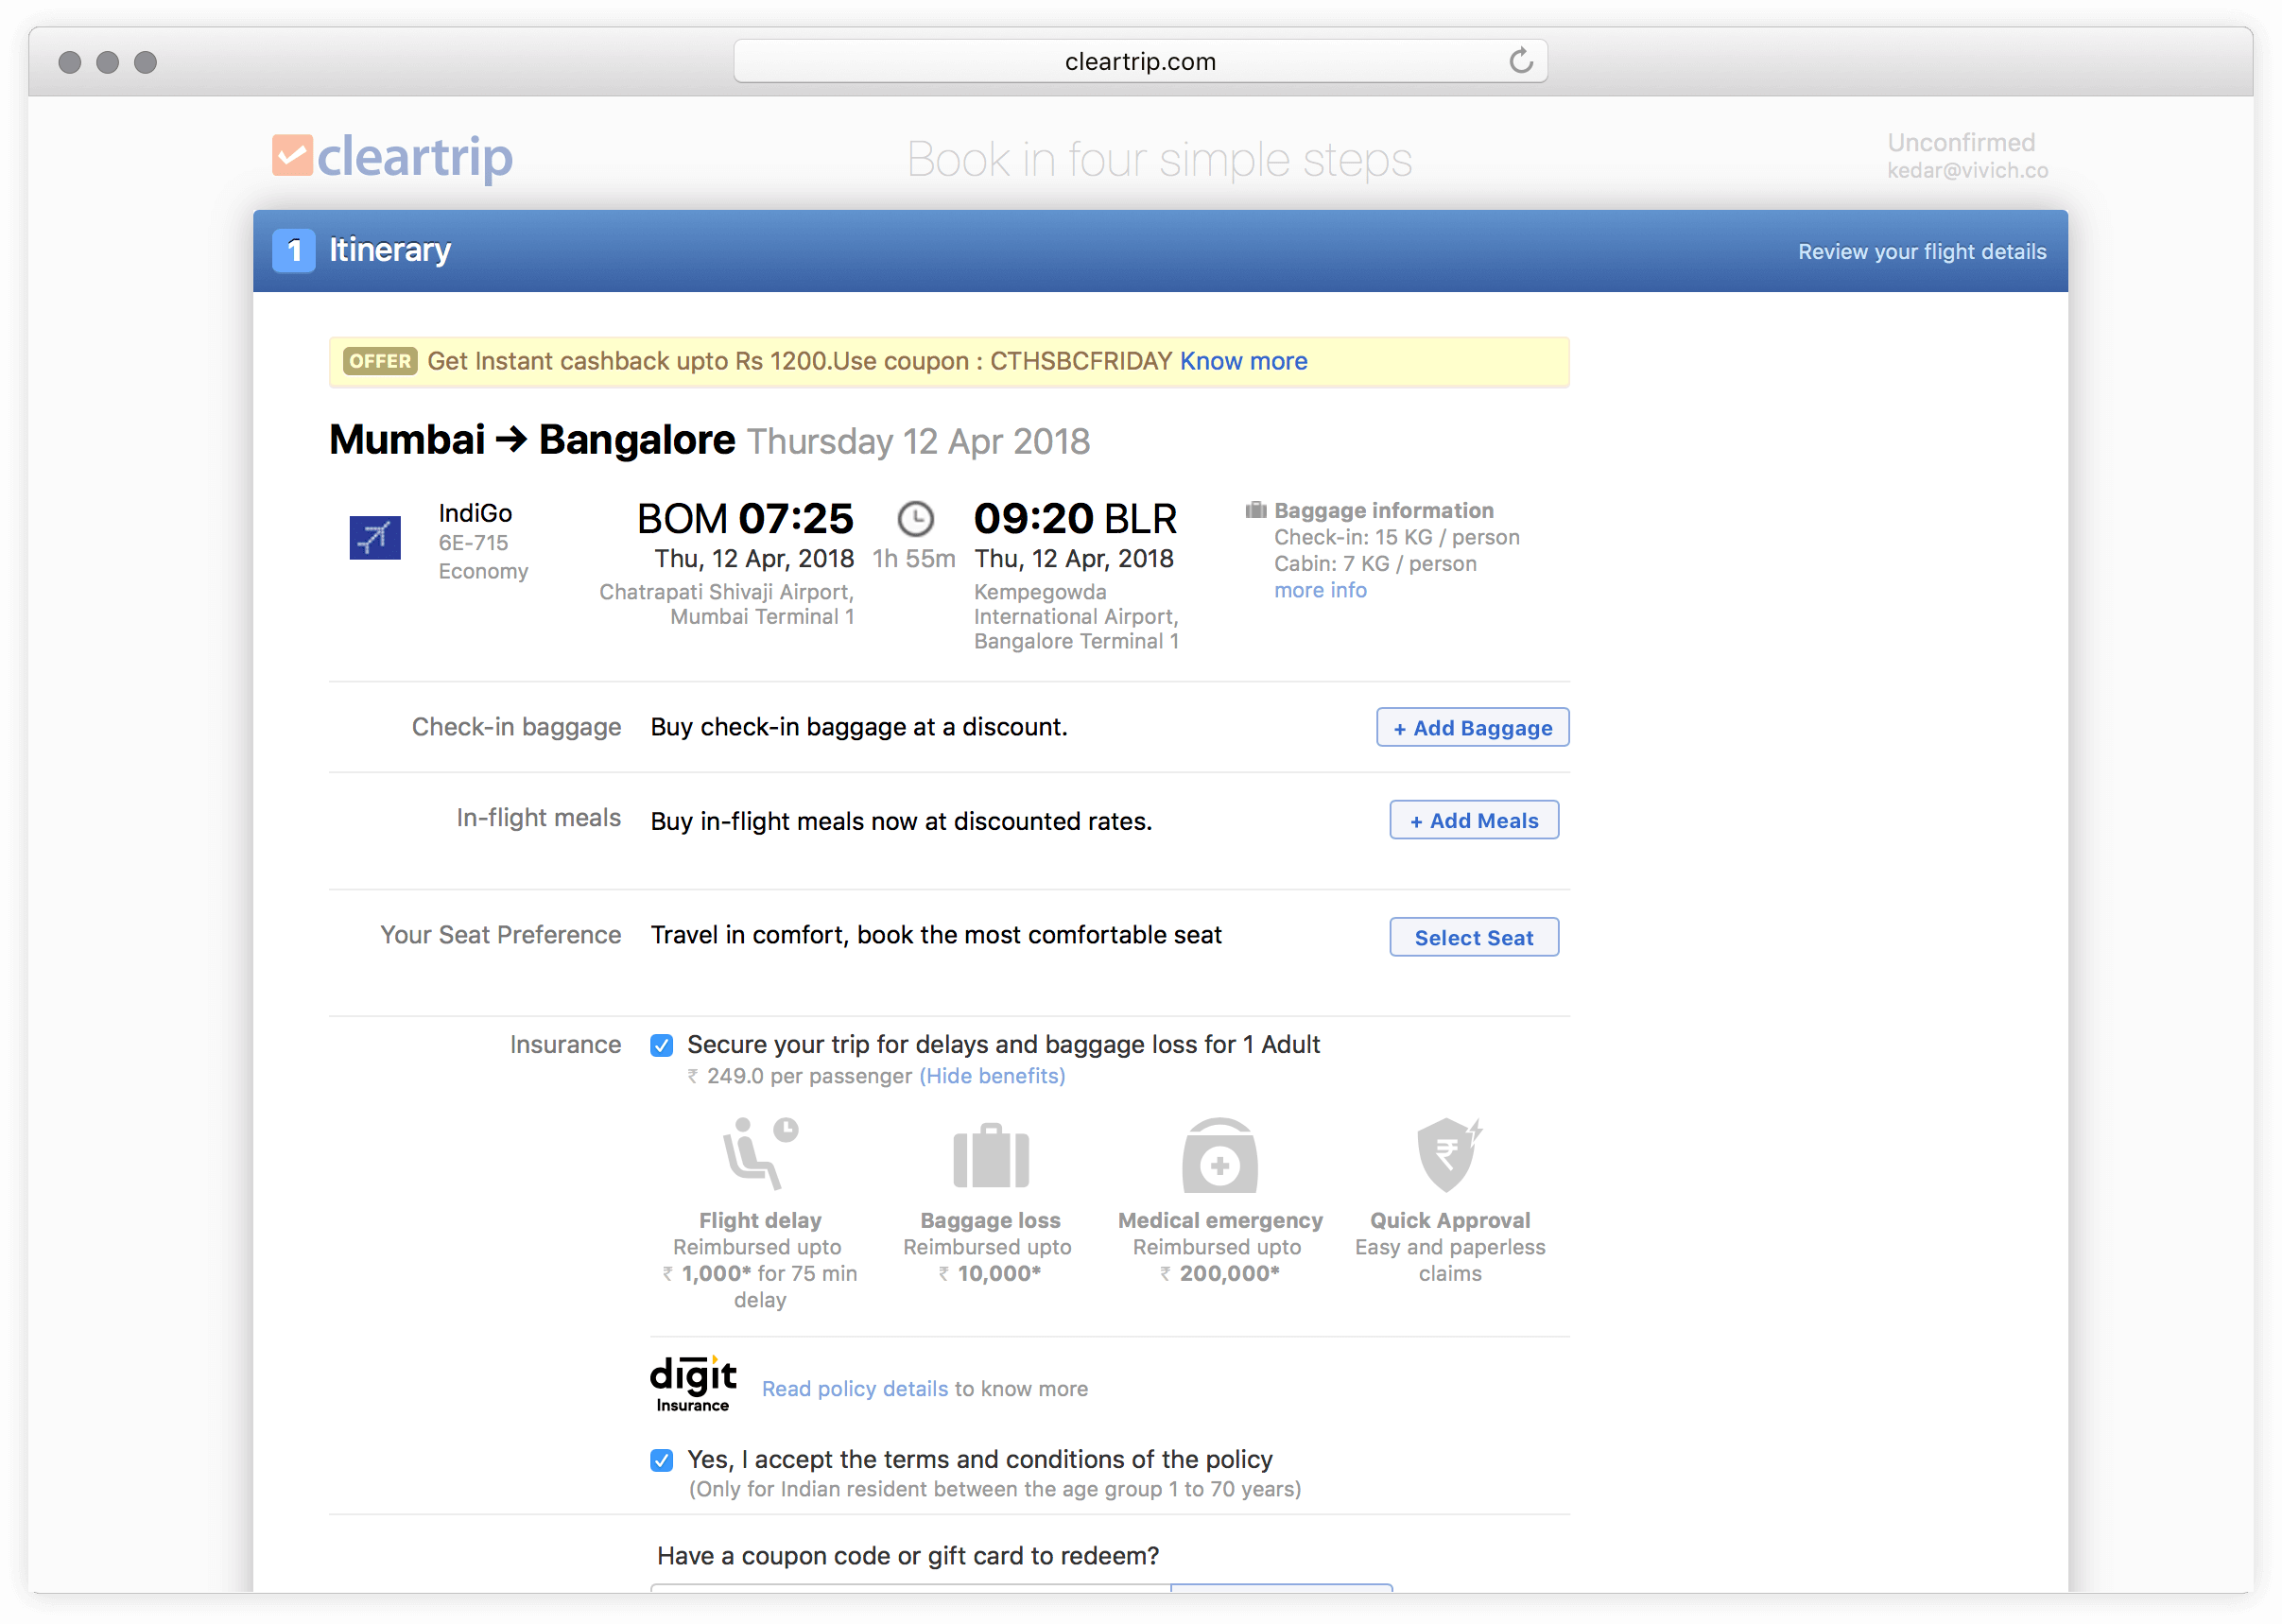 cleartrip.com
cleartrip
Book in four simple steps
Unconfirmed
kedar@vivich.co
1 Itinerary
Review your flight details
OFFER Get Instant cashback upto Rs 1200.Use coupon : CTHSBCFRIDAY Know more
Mumbai → Bangalore Thursday 12 Apr 2018
IndiGo
6E-715
Economy
BOM 07:25
Thu, 12 Apr, 2018
Chatrapati Shivaji Airport,
Mumbai Terminal 1
1h 55m
09:20 BLR
Thu, 12 Apr, 2018
Kempegowda
International Airport,
Bangalore Terminal 1
Baggage information
Check-in: 15 KG / person
Cabin: 7 KG / person
more info
Check-in baggage
Buy check-in baggage at a discount.
+ Add Baggage
In-flight meals
Buy in-flight meals now at discounted rates.
+ Add Meals
Your Seat Preference
Travel in comfort, book the most comfortable seat
Select Seat
Insurance
Secure your trip for delays and baggage loss for 1 Adult
₹ 249.0 per passenger (Hide benefits)
Flight delay
Reimbursed upto
₹ 1,000* for 75 min
delay
Baggage loss
Reimbursed upto
₹ 10,000*
Medical emergency
Reimbursed upto
₹ 200,000*
₹
Quick Approval
Easy and paperless
claims
digit
Insurance
Read policy details to know more
Yes, I accept the terms and conditions of the policy
(Only for Indian resident between the age group 1 to 70 years)
Have a coupon code or gift card to redeem?